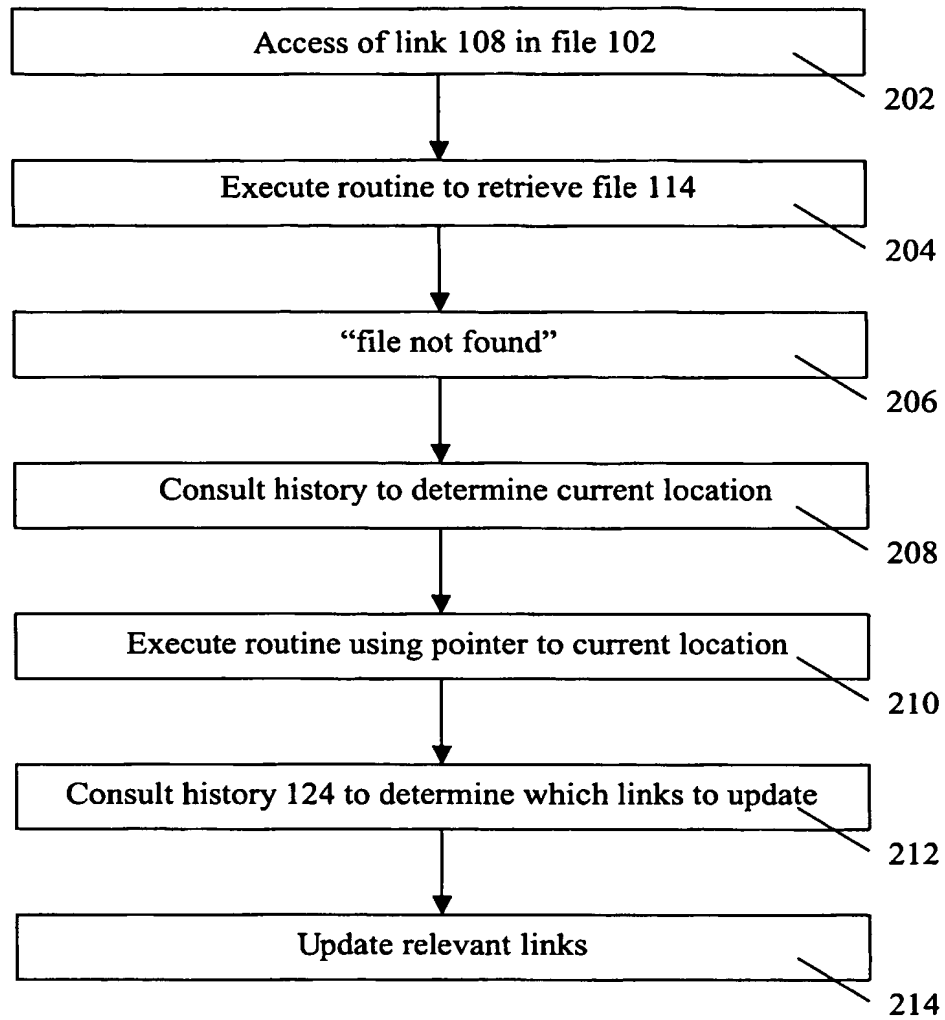 Access of link 108 in file 102
202
Execute routine to retrieve file 114
204
“file not found”
206
Consult history to determine current location
208
Execute routine using pointer to current location
210
Consult history 124 to determine which links to update
212
Update relevant links
214